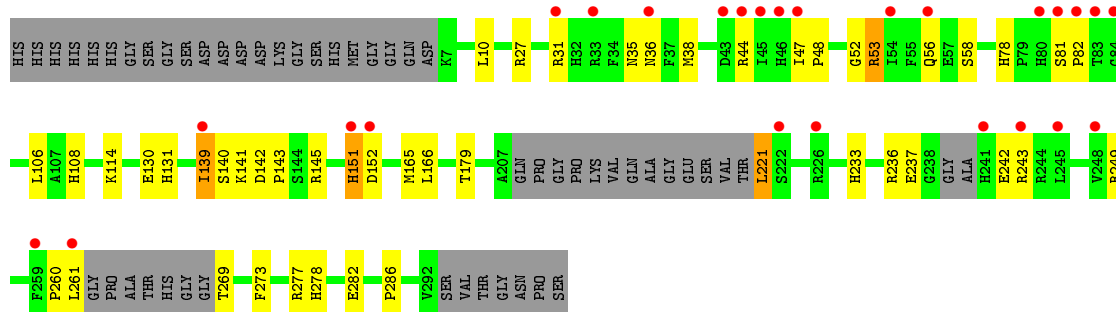 HIS HIS HIS HIS HIS HIS GLY SER GLY SER ASP ASP ASP ASP LYS GLY SER HIS MET GLY GLY GLN ASP K7 L10 R27 R31 H32 R33 F34 N35 N36 F37 M38 D43 R44 I45 H46 I47 P48 G52 R53 I54 F55 Q56 E57 S58 H78 P79 H80 S81 P82 T83 G84
L106 A107 H108 K114 E130 H131 I139 S140 K141 D142 P143 S144 R145 H151 D152 M165 L166 T179 A207 GLN PRO GLY PRO LYS VAL GLN ALA GLY GLU SER VAL THR L221 S222 R226 H233 R236 E237 G238 GLY ALA H241 E242 R243 R244 L245 V248 R249
F259 P260 L261 GLY PRO ALA THR HIS GLY GLY T269 F273 R277 H278 E282 P286 V292 SER VAL THR GLY ASN PRO SER